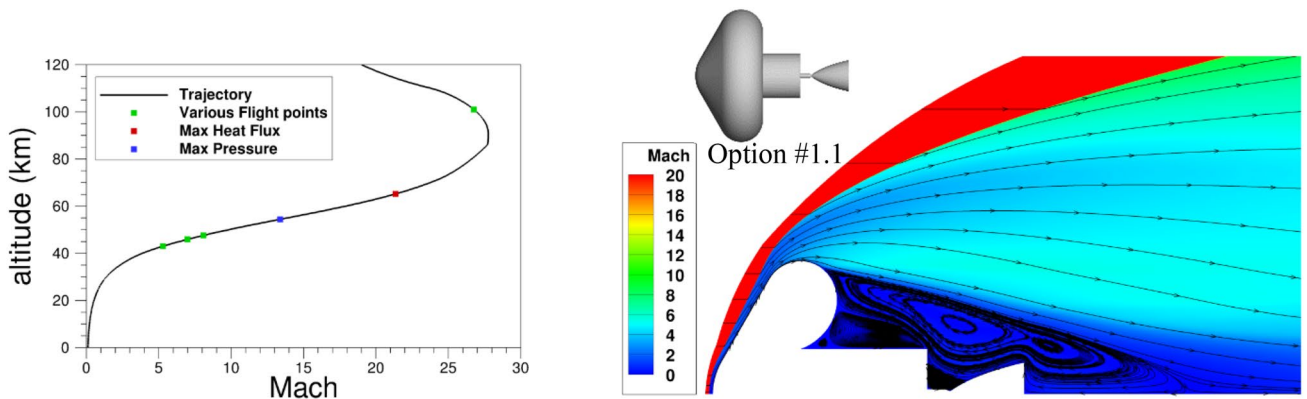 120
100
80
60
40
20
0
altitude (km)
Trajectory
Various Flight points
Max Heat Flux
Max Pressure
0 5 10 15 20 25 30
Mach
Option #1.1
Mach
20
18
16
14
12
10
8
6
4
2
0